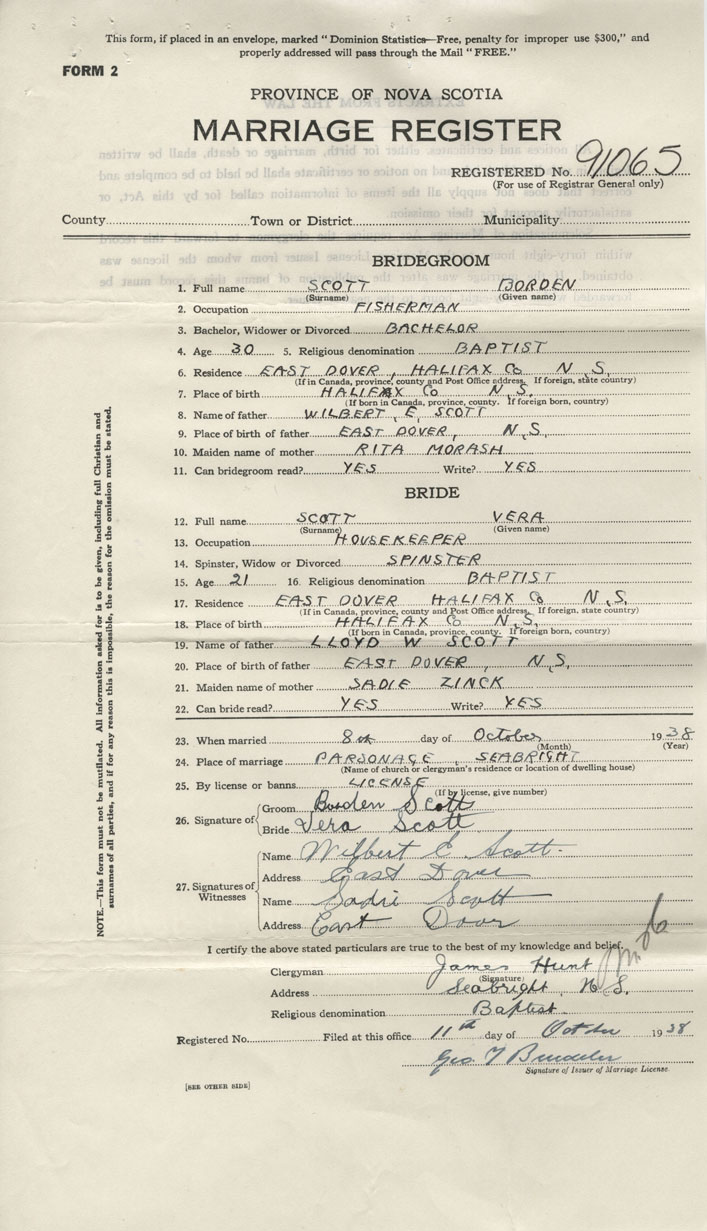 This form, if placed in an envelope, marked "Dominion Statistics—Free, penalty for improper use $300," and
properly addressed will pass through the Mail "FREE."
FORM 2
PROVINCE OF NOVA SCOTIA
MARRIAGE REGISTER
REGISTERED No. 91065
(For use of Registrar General only)
County Town or District Municipality
BRIDEGROOM
1. Full name SCOTT BORDEN
(Surname) (Given name)
2. Occupation FISHERMAN
3. Bachelor, Widower or Divorced BACHELOR
4. Age 30 5. Religious denomination BAPTIST
6. Residence EAST DOVER, HALIFAX Co N.S.
(If in Canada, province, county and Post Office address. If foreign, state country)
7. Place of birth HALIFAX Co N.S.
(If born in Canada, province, county. If foreign born, country)
8. Name of father WILBERT E. SCOTT
9. Place of birth of father EAST DOVER, N.S.
10. Maiden name of mother RITA MORASH
11. Can bridegroom read? YES Write? YES
BRIDE
12. Full name SCOTT VERA
(Surname) (Given name)
13. Occupation HOUSEKEEPER
14. Spinster, Widow or Divorced SPINSTER
15. Age 21 16. Religious denomination BAPTIST
17. Residence EAST DOVER HALIFAX Co N.S.
(If in Canada, province, county and Post Office address. If foreign, state country)
18. Place of birth HALIFAX Co N.S.
(If born in Canada, province, county. If foreign born, country)
19. Name of father LLOYD W SCOTT
20. Place of birth of father EAST DOVER, N.S.
21. Maiden name of mother SADIE ZINCK
22. Can bride read? YES Write? YES
23. When married 8th day of October 1938
(Month) (Year)
24. Place of marriage PARSONAGE, SEABRIGHT
(Name of church or clergyman's residence or location of dwelling house)
25. By license or banns LICENSE
(If by license, give number)
26. Signature of
Groom Borden Scott
Bride Vera Scott
27. Signatures of Witnesses
Name Wilbert E Scott
Address East Dover
Name Sadie Scott
Address East Dover
I certify the above stated particulars are true to the best of my knowledge and belief.
Clergyman James Hunt
(Signature)
Address Seabright, N.S.
Religious denomination Baptist
Registered No. Filed at this office 11th day of October 1938
Geo
Signature of Issuer of Marriage License.
[SEE OTHER SIDE]
NOTE.—This form must not be mutilated. All information asked for is to be given, including full Christian and
surnames of all parties, and if for any reason this is impossible, the reason for the omission must be stated.